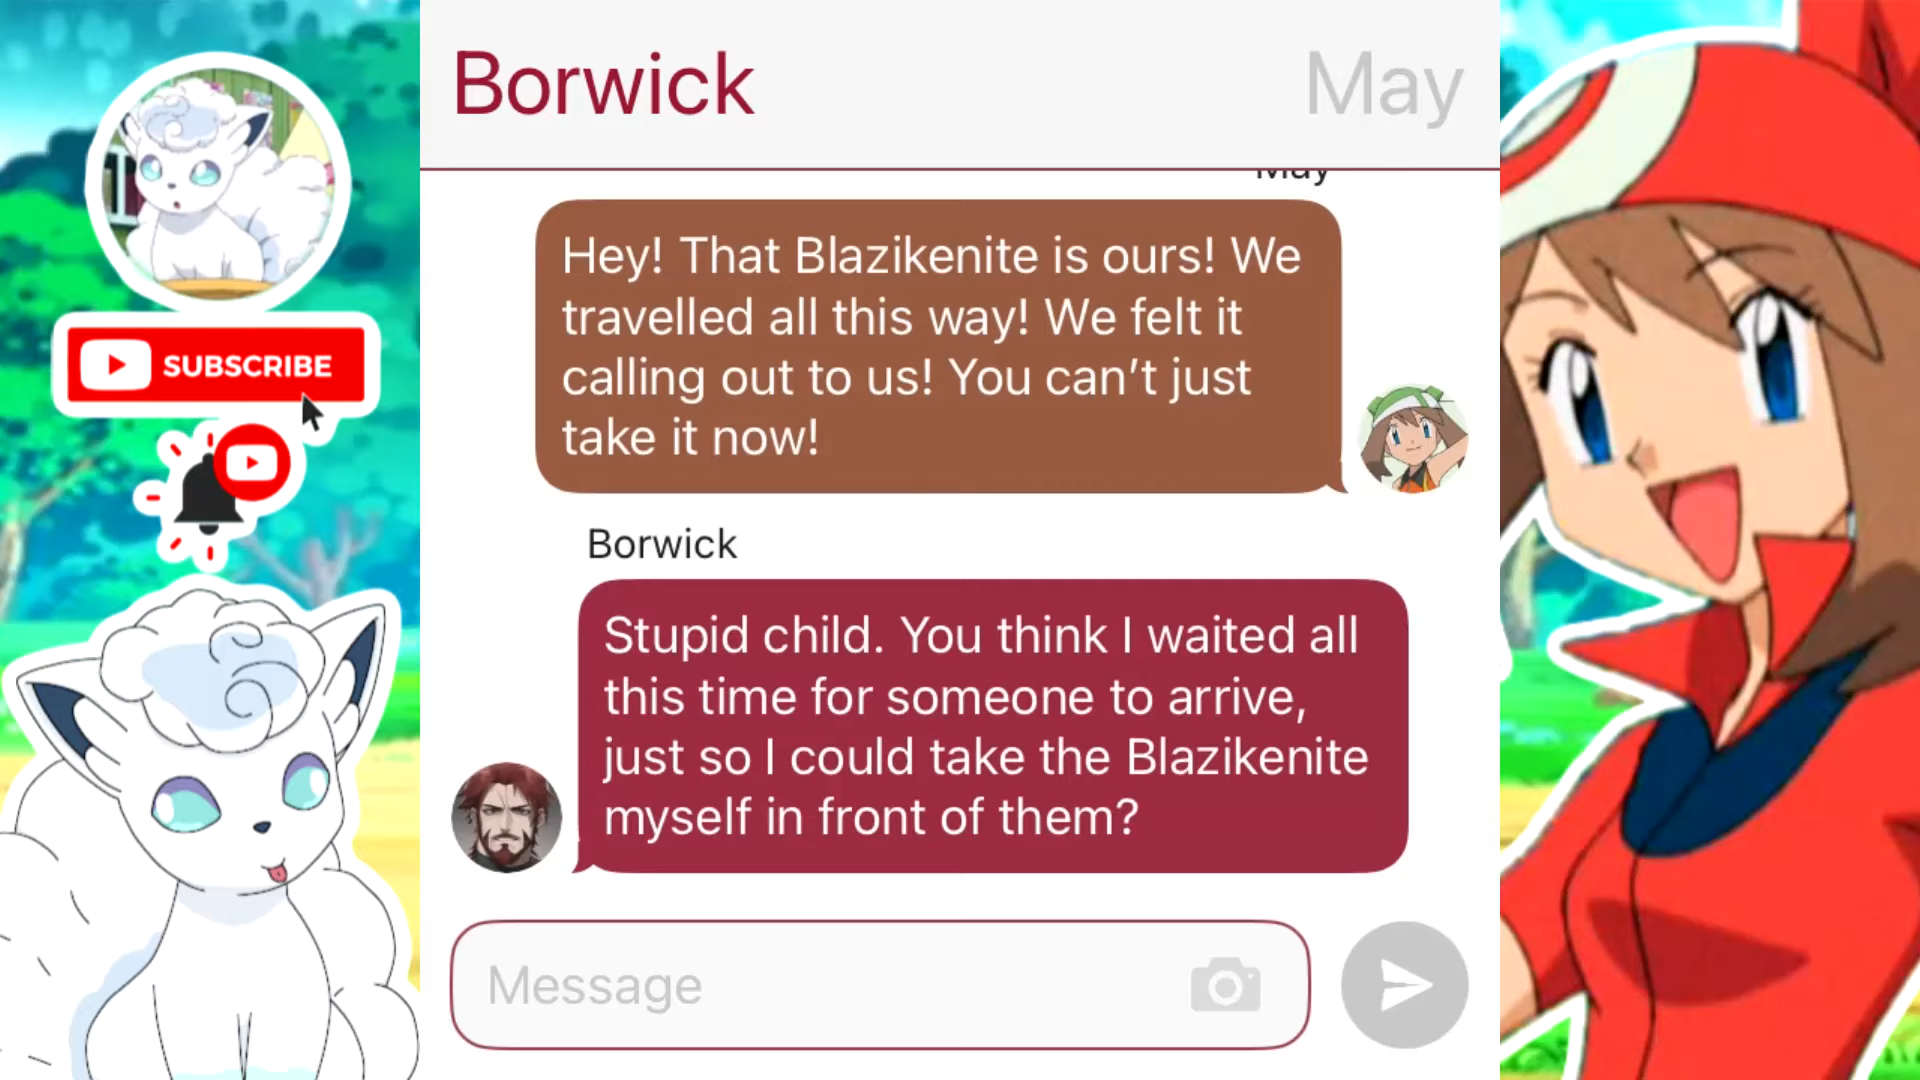 Borwick
May
May
Hey! That Blazikenite is ours! We
travelled all this way! We felt it
calling out to us! You can’t just
take it now!
SUBSCRIBE
Borwick
Stupid child. You think I waited all
this time for someone to arrive,
just so I could take the Blazikenite
myself in front of them?
Message